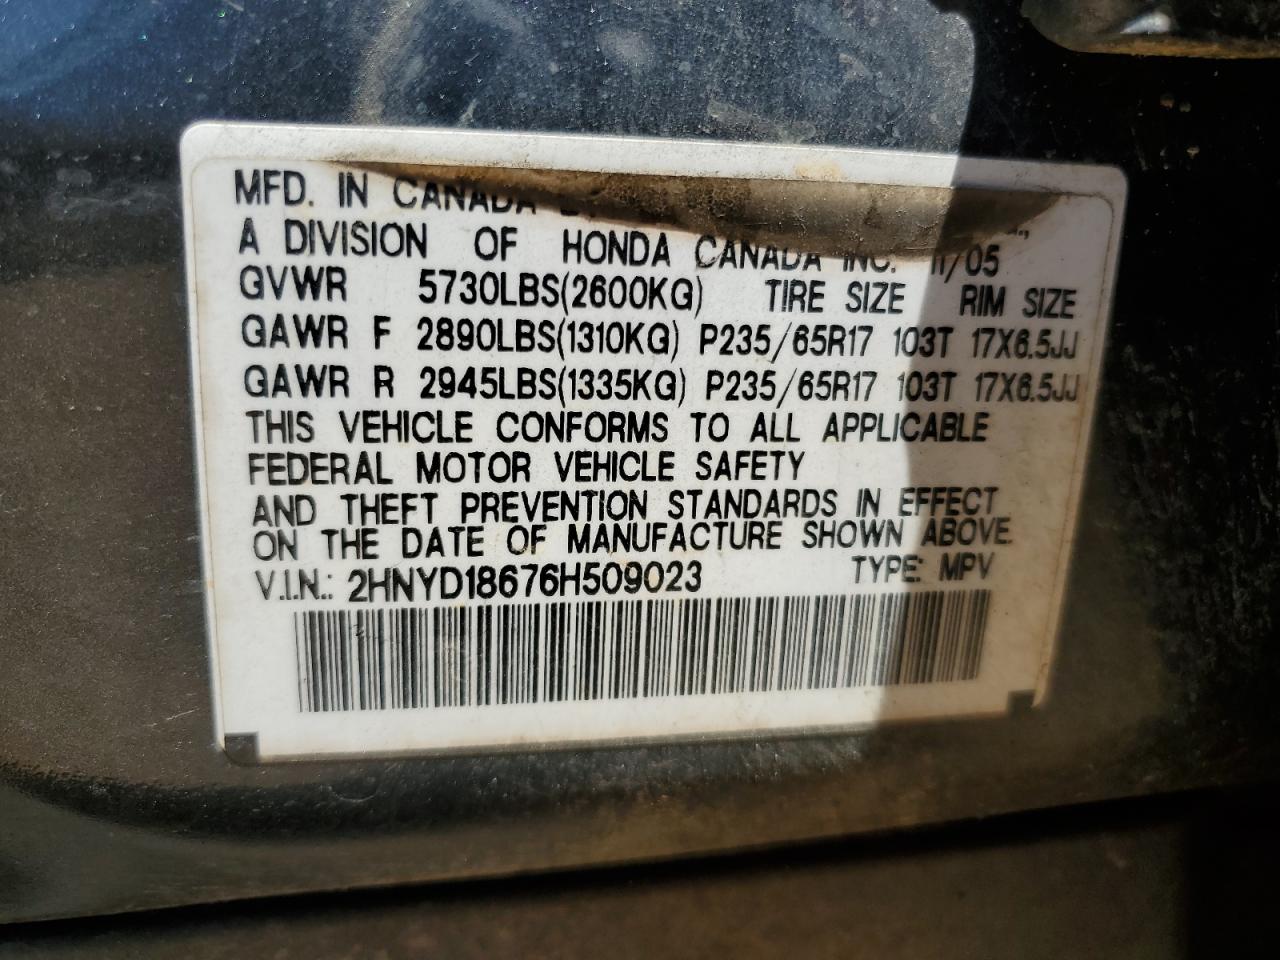 MFD. IN CANADA
A DIVISION OF HONDA CANADA INC. 11/05
GVWR 5730LBS(2600KG) TIRE SIZE RIM SIZE
GAWR F 2890LBS(1310KG) P235/65R17 103T 17X6.5JJ
GAWR R 2945LBS(1335KG) P235/65R17 103T 17X6.5JJ
THIS VEHICLE CONFORMS TO ALL APPLICABLE
FEDERAL MOTOR VEHICLE SAFETY
AND THEFT PREVENTION STANDARDS IN EFFECT
ON THE DATE OF MANUFACTURE SHOWN ABOVE.
V.I.N.: 2HNYD18676H509023 TYPE: MPV